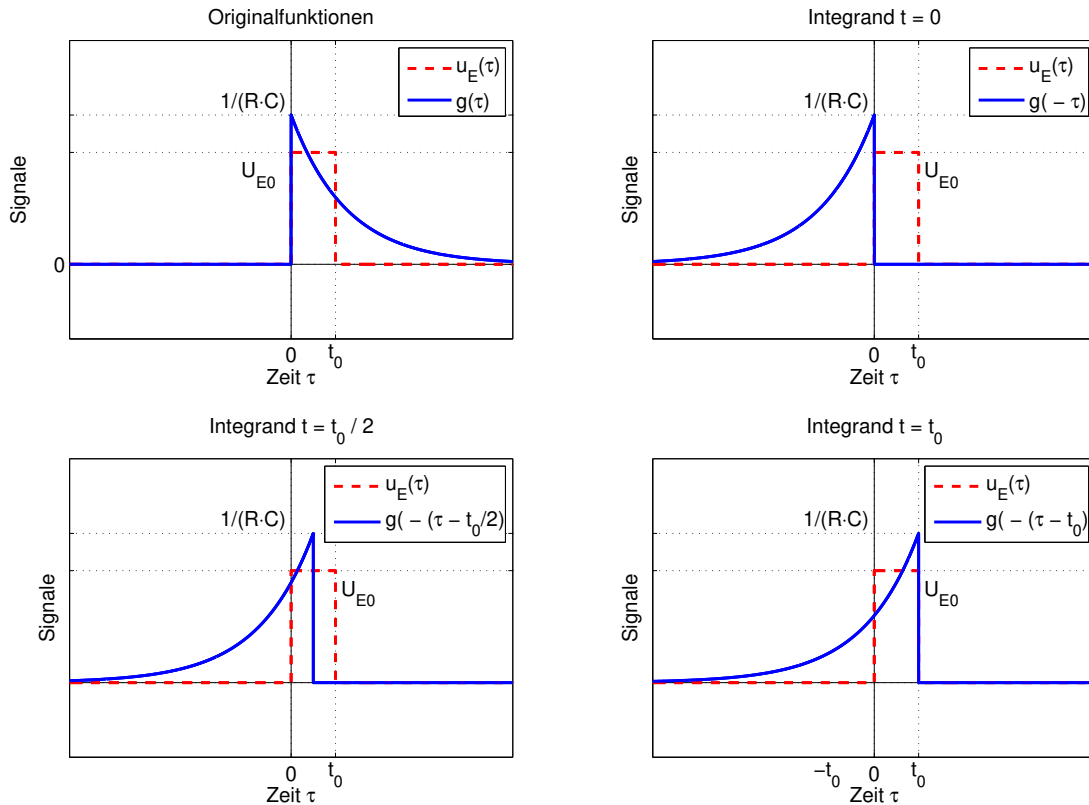 Originalfunktionen
u_E(τ)
g(τ)
1/(R·C)
U_E0
Signale
0
0
t_0
Zeit τ
Integrand t = 0
u_E(τ)
g( − τ)
1/(R·C)
U_E0
Signale
0
t_0
Zeit τ
Integrand t = t_0 / 2
u_E(τ)
g( − (τ − t_0/2)
1/(R·C)
U_E0
Signale
0
t_0
Zeit τ
Integrand t = t_0
u_E(τ)
g( − (τ − t_0)
1/(R·C)
U_E0
Signale
−t_0
0
t_0
Zeit τ